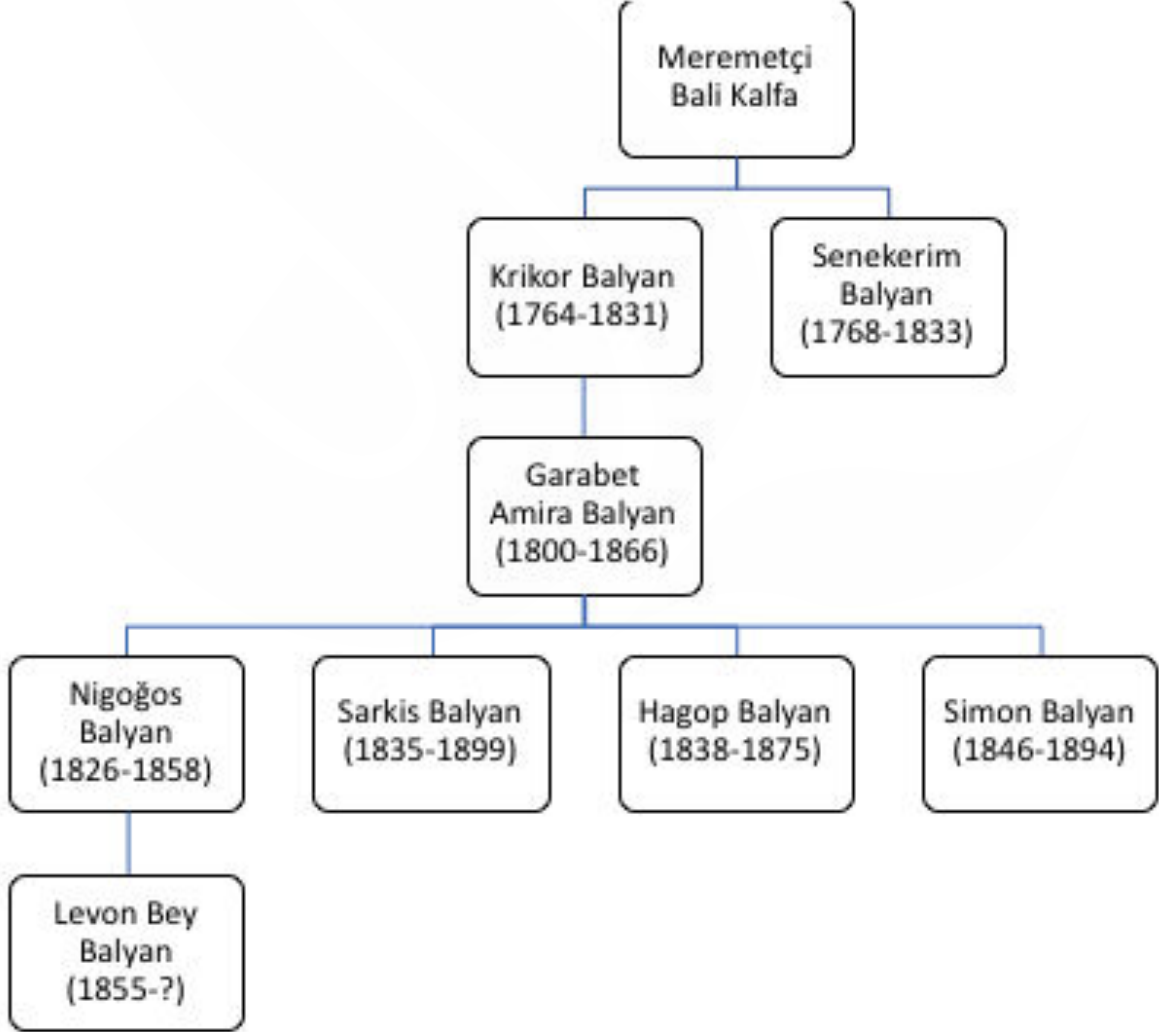 Meremetçi
Bali Kalfa
Krikor Balyan
(1764-1831)
Senekerim
Balyan
(1768-1833)
Garabet
Amira Balyan
(1800-1866)
Nigoğos
Balyan
(1826-1858)
Sarkis Balyan
(1835-1899)
Hagop Balyan
(1838-1875)
Simon Balyan
(1846-1894)
Levon Bey
Balyan
(1855-?)